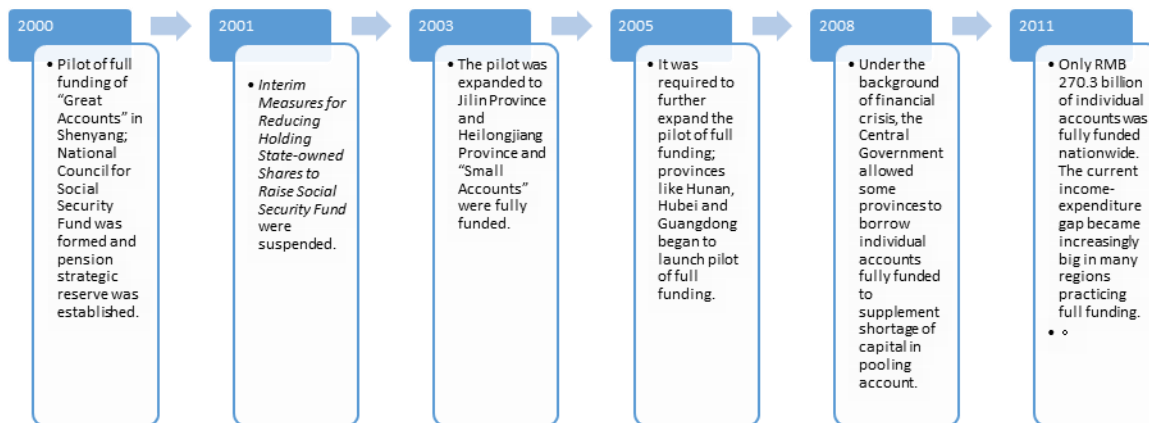 2000
• Pilot of full
funding of
“Great
Accounts” in
Shenyang;
National
Council for
Social
Security
Fund was
formed and
pension
strategic
reserve was
established.
2001
• Interim
Measures for
Reducing
Holding
State-owned
Shares to
Raise Social
Security Fund
were
suspended.
2003
• The pilot was
expanded to
Jilin Province
and
Heilongjiang
Province and
“Small
Accounts”
were fully
funded.
2005
• It was
required to
further
expand the
pilot of full
funding;
provinces
like Hunan,
Hubei and
Guangdong
began to
launch pilot
of full
funding.
2008
• Under the
background
of financial
crisis, the
Central
Government
allowed
some
provinces to
borrow
individual
accounts
fully funded
to
supplement
shortage of
capital in
pooling
account.
2011
• Only RMB
270.3 billion
of individual
accounts was
fully funded
nationwide.
The current
income-
expenditure
gap became
increasingly
big in many
regions
practicing
full funding.
• 。